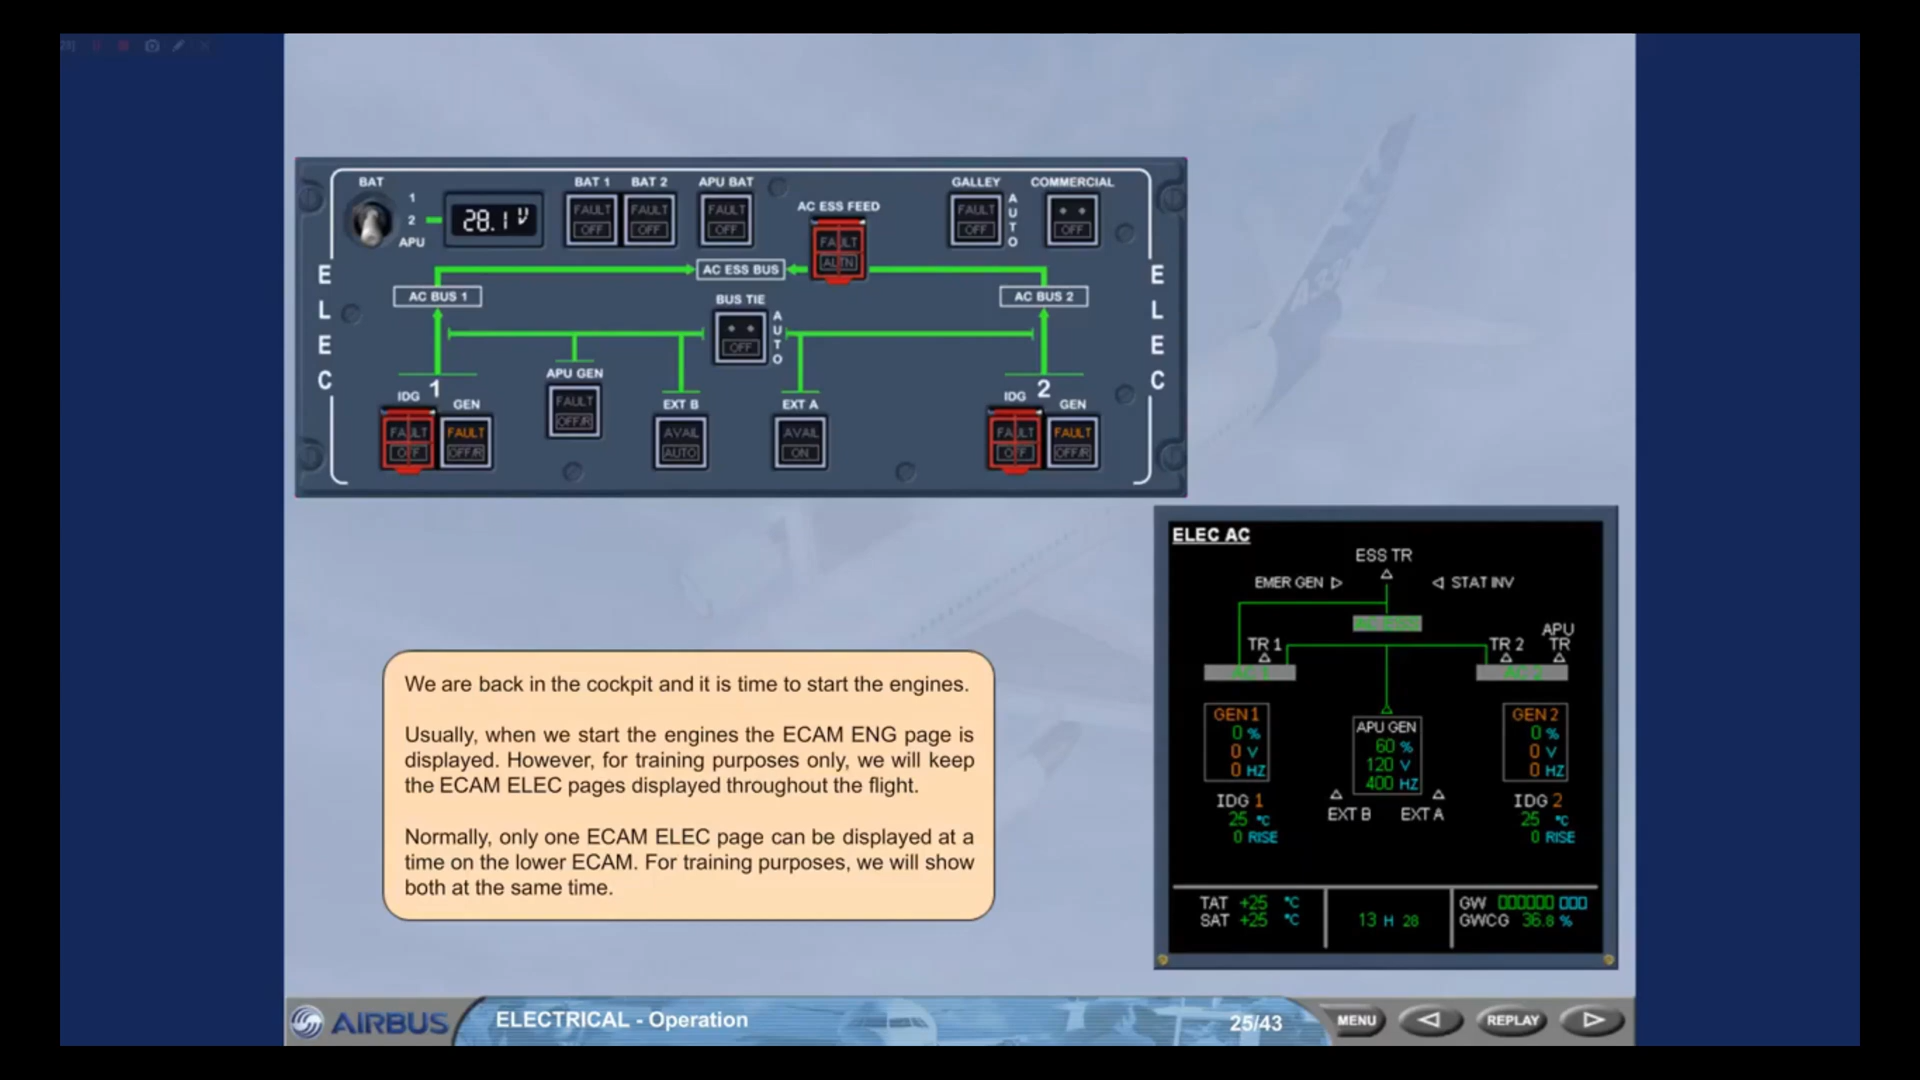 BAT
1
2
APU
28.1 V
BAT 1
BAT 2
APU BAT
AC ESS FEED
GALLEY
COMMERCIAL
FAULT
OFF
FAULT
OFF
FAULT
OFF
FAULT
ALTN
FAULT
OFF
AUTO
OFF
ELEC
ELEC
AC ESS BUS
AC BUS 1
AC BUS 2
BUS TIE
OFF
AUTO
IDG
1
GEN
FAULT
OFF
FAULT
OFF/R
APU GEN
FAULT
OFF/R
EXT B
AVAIL
AUTO
EXT A
AVAIL
ON
IDG
2
GEN
FAULT
OFF
FAULT
OFF/R
We are back in the cockpit and it is time to start the engines.
Usually, when we start the engines the ECAM ENG page is
displayed. However, for training purposes only, we will keep
the ECAM ELEC pages displayed throughout the flight.
Normally, only one ECAM ELEC page can be displayed at a
time on the lower ECAM. For training purposes, we will show
both at the same time.
ELEC AC
ESS TR
EMER GEN
STAT INV
AC ESS
TR 1
TR 2
APU
TR
AC 1
AC 2
GEN 1
0 %
0 V
0 HZ
APU GEN
60 %
120 V
400 HZ
GEN 2
0 %
0 V
0 HZ
IDG 1
25 °C
0 RISE
EXT B
EXT A
IDG 2
25 °C
0 RISE
TAT +25 °C
SAT +25 °C
13 H 28
GW
GWCG 36.8 %
AIRBUS
ELECTRICAL - Operation
25/43
MENU
REPLAY